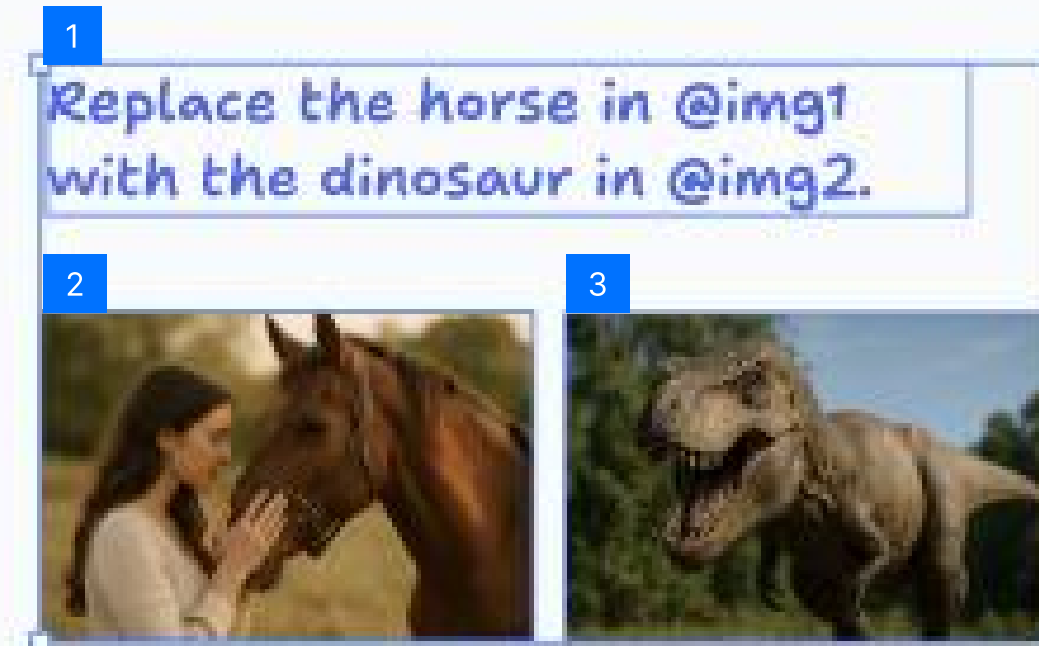 1
Replace the horse in @img1
with the dinosaur in @img2.
2
3